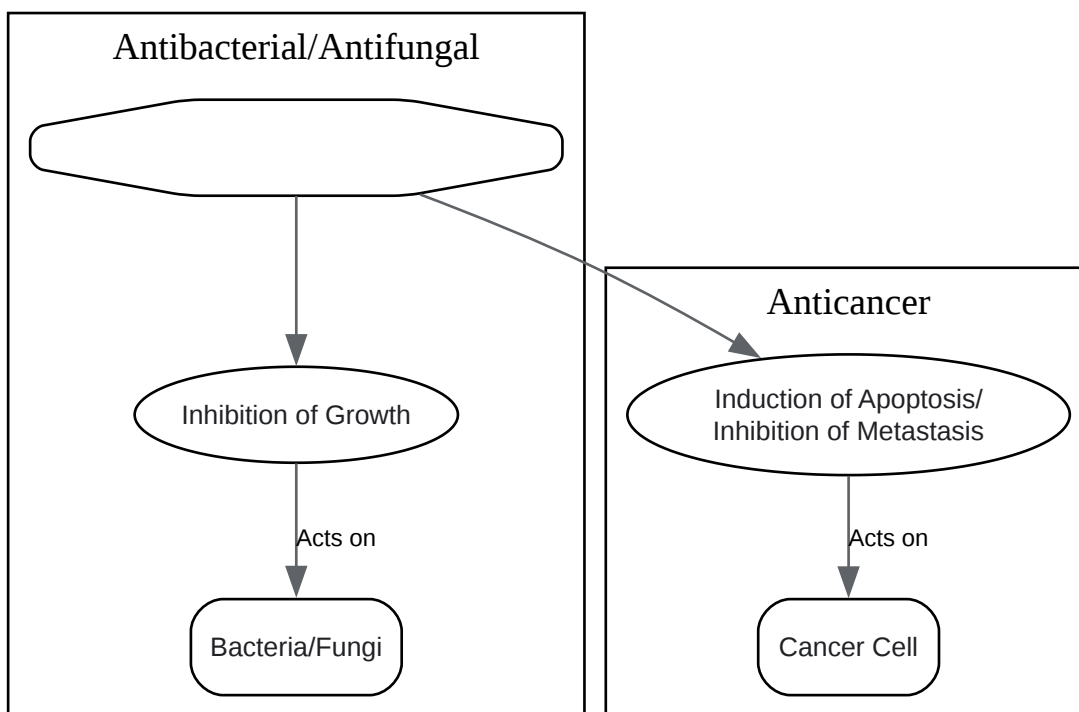 Antibacterial/Antifungal
Anticancer
Inhibition of Growth
Induction of Apoptosis/
Inhibition of Metastasis
Acts on
Acts on
Bacteria/Fungi
Cancer Cell